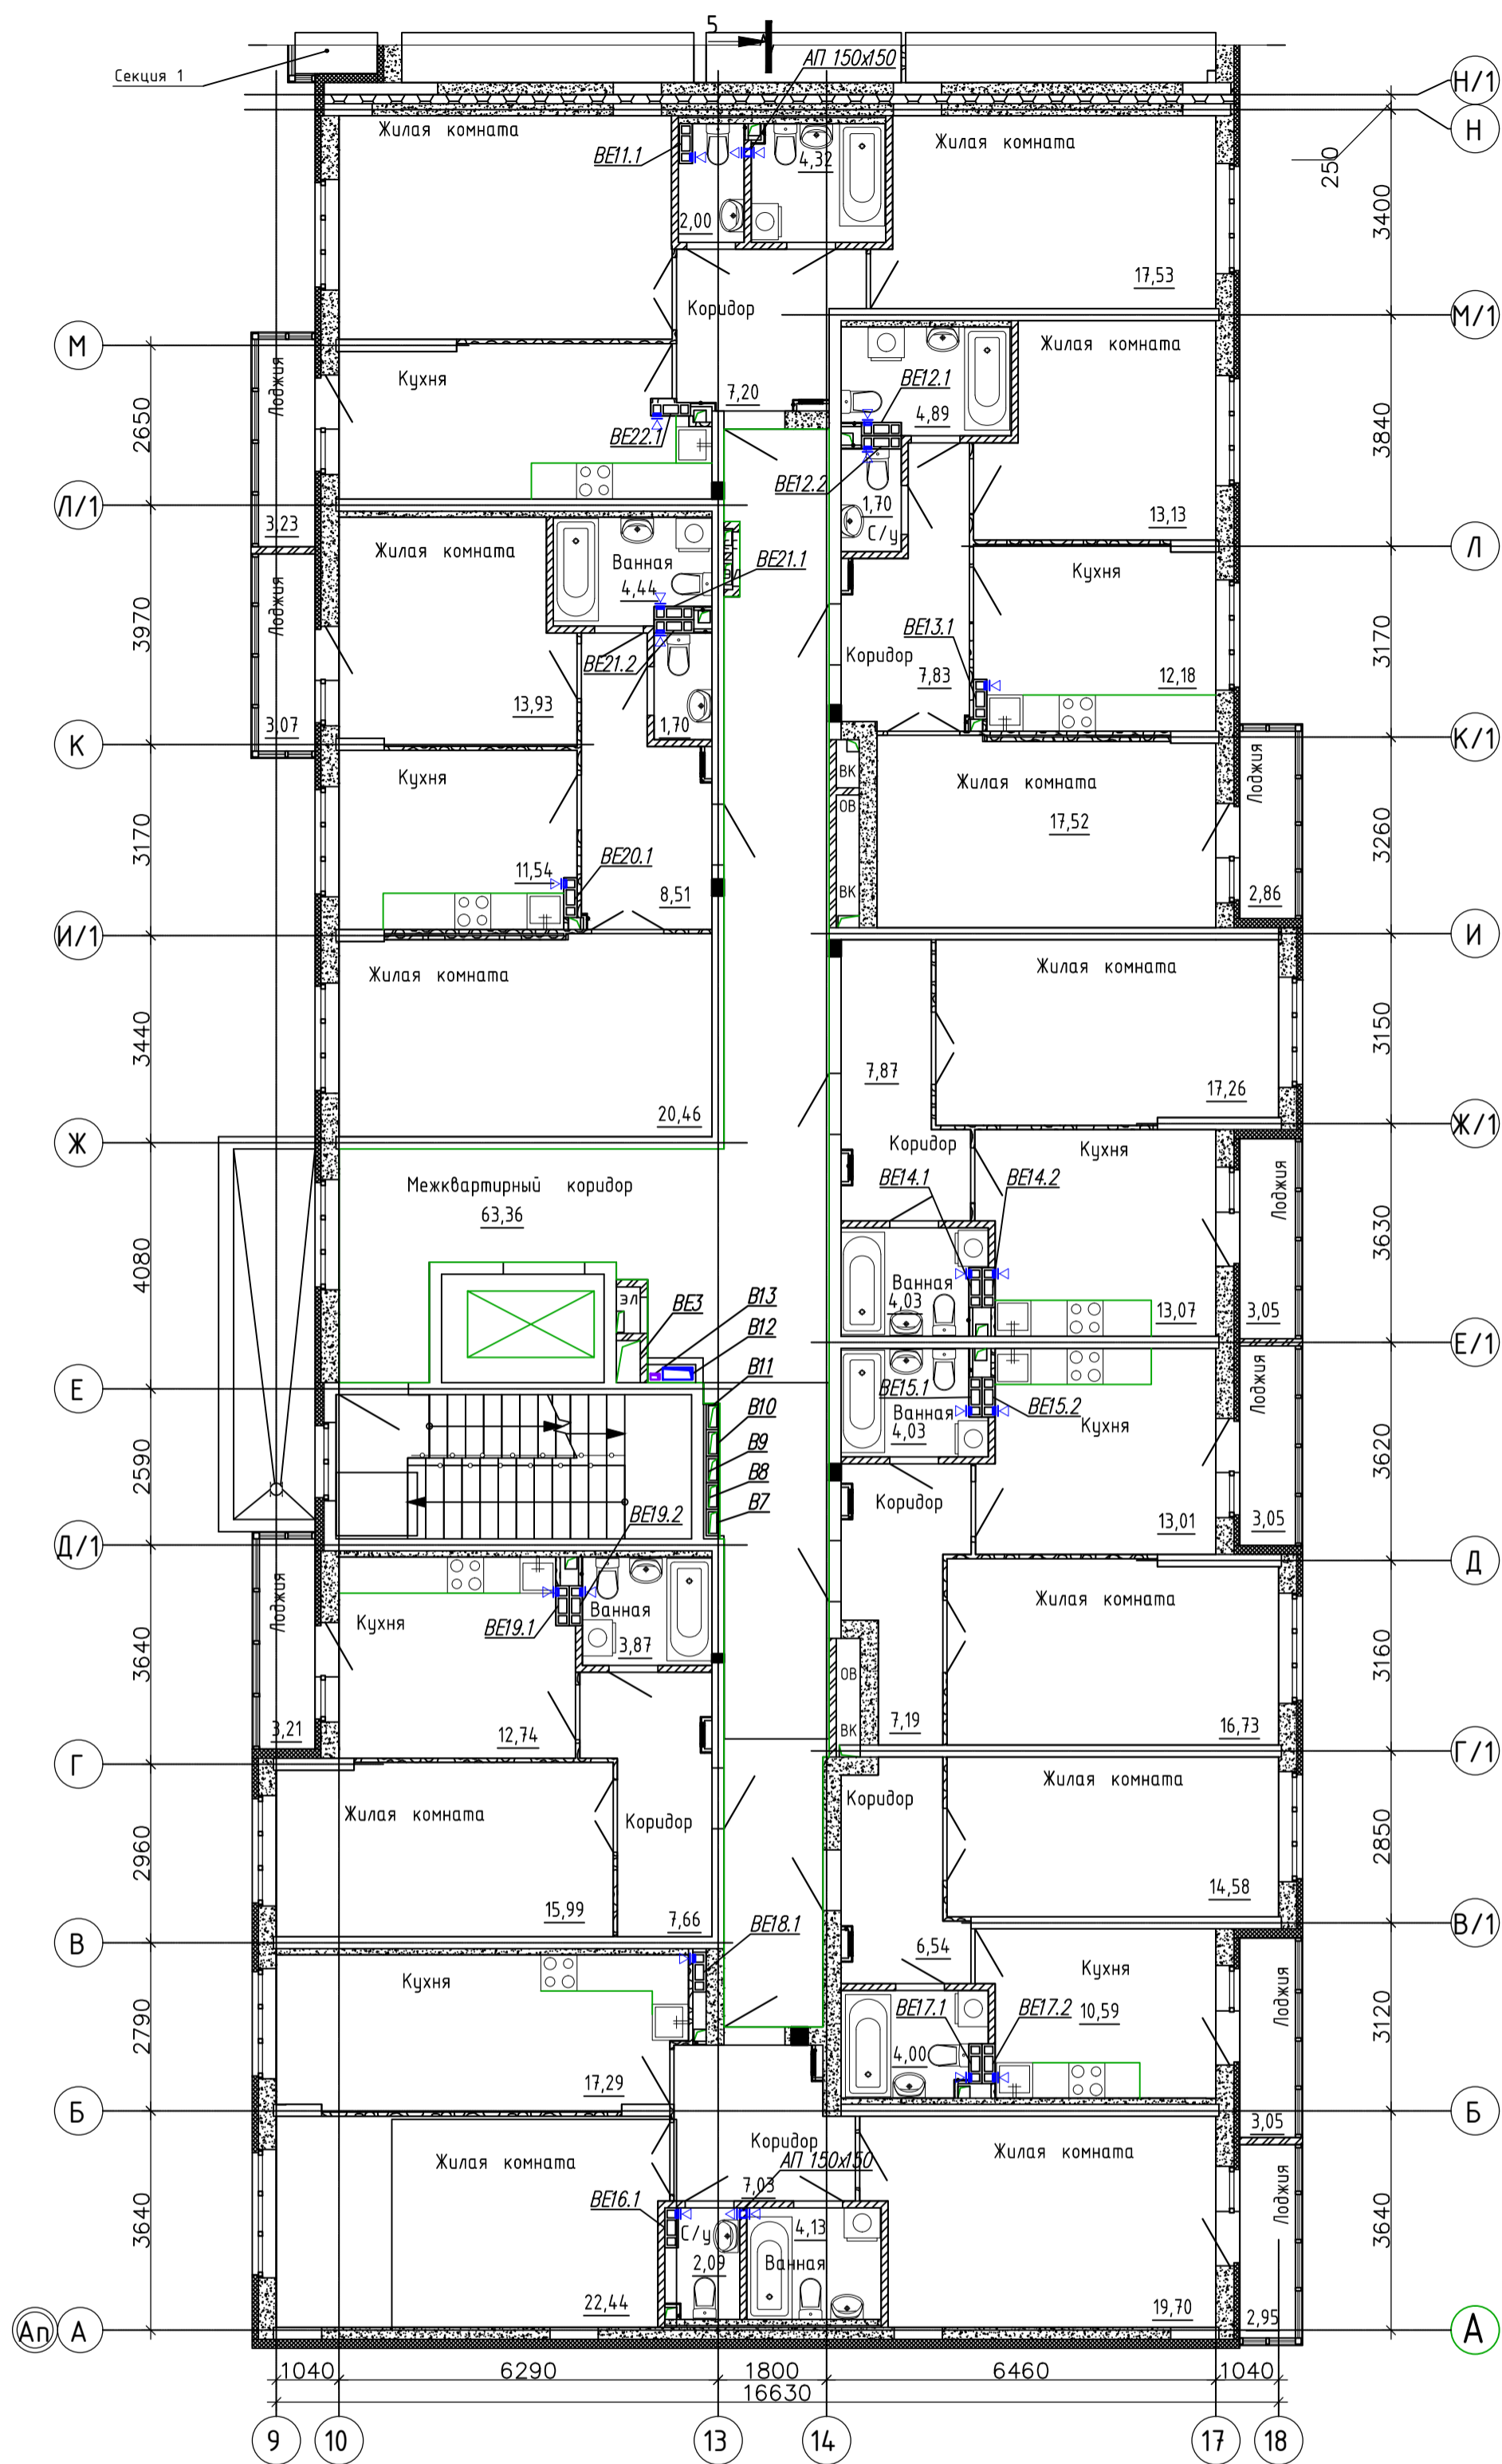 5
Секция 1
АП 150x150
Н/1
Н
250
Жилая комната
ВЕ11.1
4,32
Жилая комната
2,00
3400
17,53
Коридор
М/1
М
Лоджия
Кухня
7,20
Жилая комната
ВЕ12.1
4,89
2650
ВЕ22.1
3840
ВЕ12.2
Л/1
3,23
1,70
С/у
13,13
Л
Жилая комната
Ванная
4,44
ВЕ21.1
Кухня
Лоджия
3970
ВЕ21.2
ВЕ13.1
Коридор
7,83
12,18
3170
13,93
1,70
3,07
К
К/1
Кухня
ВК
ОВ
Жилая комната
Лоджия
17,52
3170
11,54
ВЕ20.1
8,51
ВК
3260
2,86
И/1
И
Жилая комната
Жилая комната
3440
7,87
3150
17,26
20,46
Ж
Ж/1
Коридор
Кухня
Межквартирный коридор
63,36
ВЕ14.1
ВЕ14.2
Лоджия
3630
4080
Ванная
4,03
эл
ВЕ3
В13
В12
13,07
3,05
Е/1
Е
В11
ВЕ15.1
ВЕ15.2
Лоджия
В10
Ванная
4,03
Кухня
2590
В9
В8
В7
3620
Коридор
ВЕ19.2
13,01
3,05
Д/1
Д
Лоджия
Кухня
ВЕ19.1
Ванная
3,87
Жилая комната
3640
ОВ
3160
3,21
12,74
ВК
7,19
16,73
Г
Г/1
Жилая комната
Коридор
Коридор
Жилая комната
2960
2850
15,99
7,66
14,58
В
ВЕ18.1
В/1
6,54
Кухня
Кухня
Лоджия
2790
ВЕ17.1
ВЕ17.2
10,59
3120
4,00
17,29
Б
3,05
Б
Жилая комната
Коридор
Жилая комната
АП 150x150
7,03
Лоджия
ВЕ16.1
3640
С/у
2,09
4,13
Ванная
3640
22,44
19,70
2,95
Ап
А
А
1040
6290
1800
6460
1040
16630
9
10
13
14
17
18